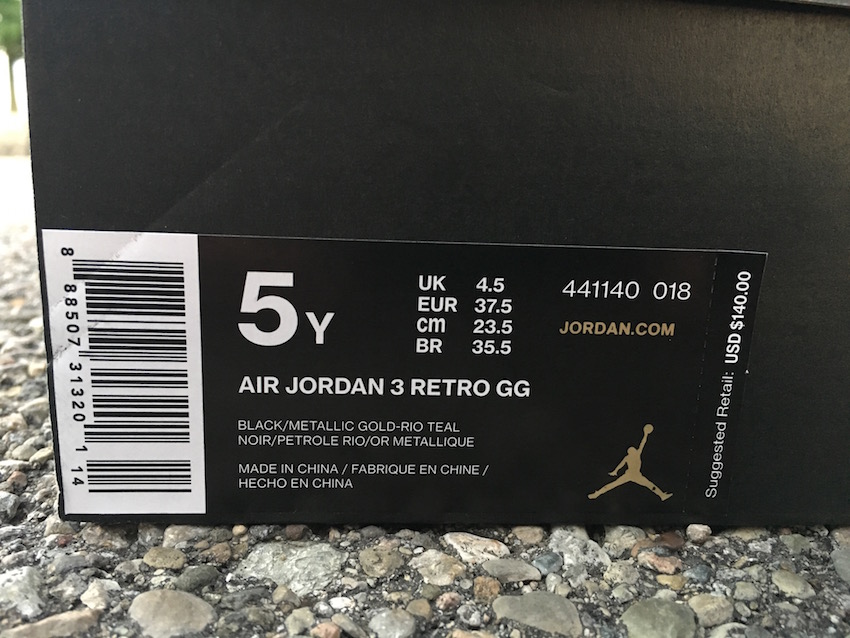 8 88507 31320 1 14
5Y
UK 4.5
EUR 37.5
cm 23.5
BR 35.5
441140 018
JORDAN.COM
AIR JORDAN 3 RETRO GG
BLACK/METALLIC GOLD-RIO TEAL
NOIR/PETROLE RIO/OR METALLIQUE
MADE IN CHINA / FABRIQUE EN CHINE /
HECHO EN CHINA
Suggested Retail: USD $140.00